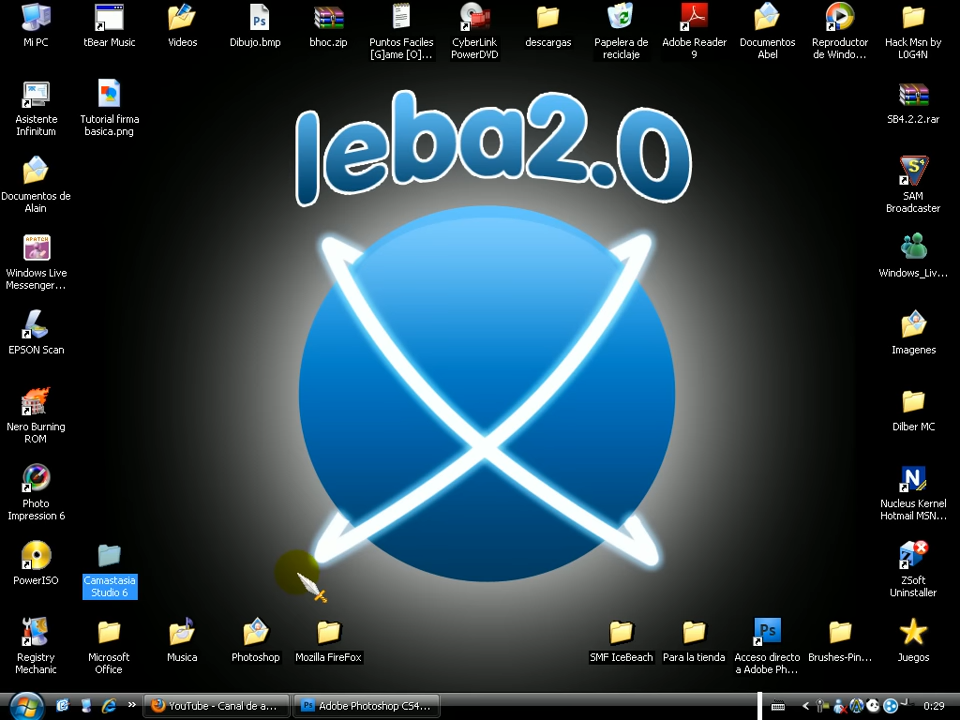 Mi PC
tBear Music
Videos
Dibujo.bmp
bhoc.zip
Puntos Faciles
[G]ame [O]...
CyberLink
PowerDVD
descargas
Papelera de
reciclaje
Adobe Reader
9
Documentos
Abel
Reproductor
de Windo...
Hack Msn by
L0G4N
Asistente
Infinitum
Tutorial firma
basica.png
leba2.0
SB4.2.2.rar
Documentos de
Alain
SAM
Broadcaster
Windows Live
Messenger...
Windows_Liv...
EPSON Scan
Imagenes
Nero Burning
ROM
Dilber MC
Photo
Impression 6
Nucleus Kernel
Hotmail MSN...
PowerISO
Camastasia
Studio 6
ZSoft
Uninstaller
Registry
Mechanic
Microsoft
Office
Musica
Photoshop
Mozilla FireFox
SMF IceBeach
Para la tienda
Acceso directo
a Adobe Ph...
Brushes-Pin...
Juegos
YouTube - Canal de a...
Adobe Photoshop CS4...
0:29